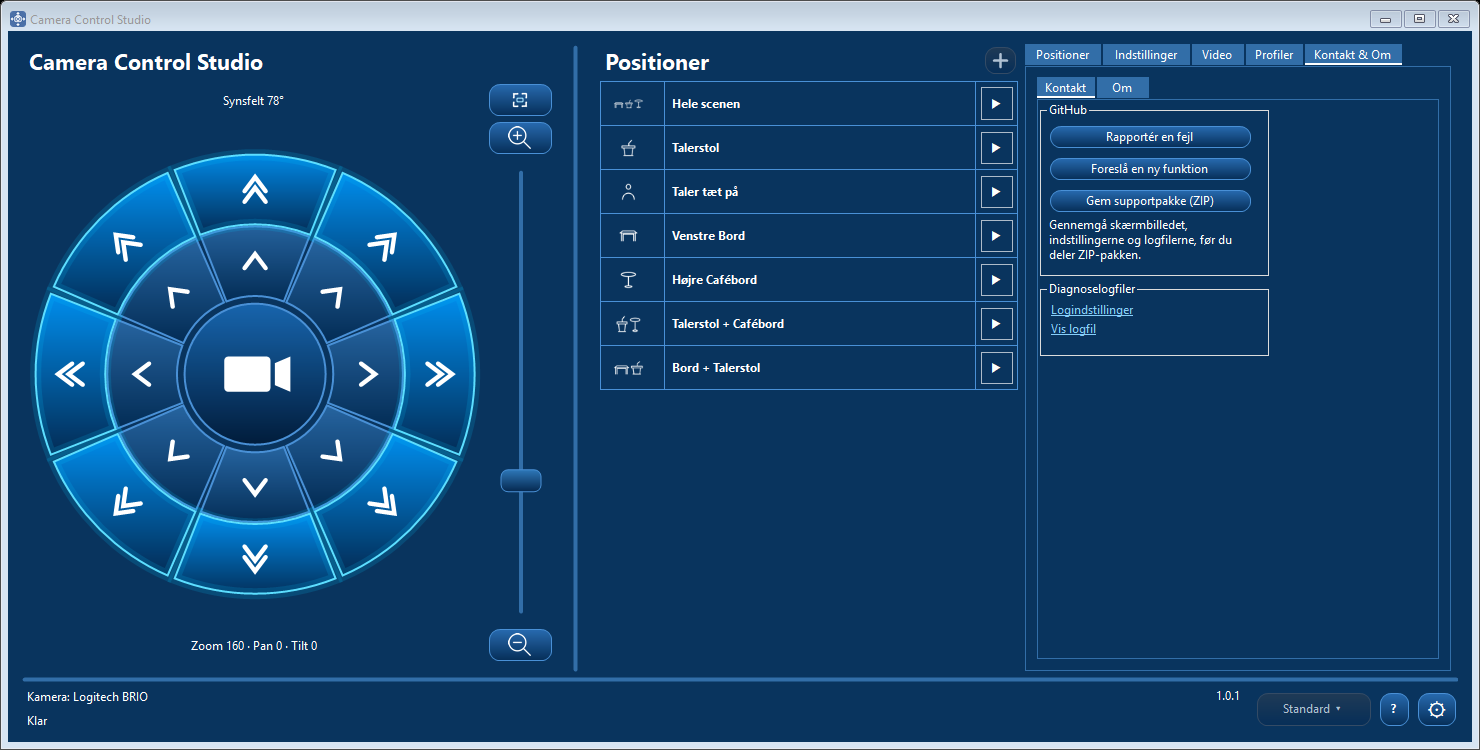 Camera Control Studio
Camera Control Studio
Synsfelt 78°
Zoom 160 · Pan 0 · Tilt 0
Positioner
Hele scenen
Talerstol
Taler tæt på
Venstre Bord
Højre Cafébord
Talerstol + Cafébord
Bord + Talerstol
Positioner
Indstillinger
Video
Profiler
Kontakt & Om
Kontakt
Om
GitHub
Rapportér en fejl
Foreslå en ny funktion
Gem supportpakke (ZIP)
Gennemgå skærmbilledet,
indstillingerne og logfilerne, før du
deler ZIP-pakken.
Diagnoselogfiler
Logindstillinger
Vis logfil
Kamera: Logitech BRIO
Klar
1.0.1
Standard
?